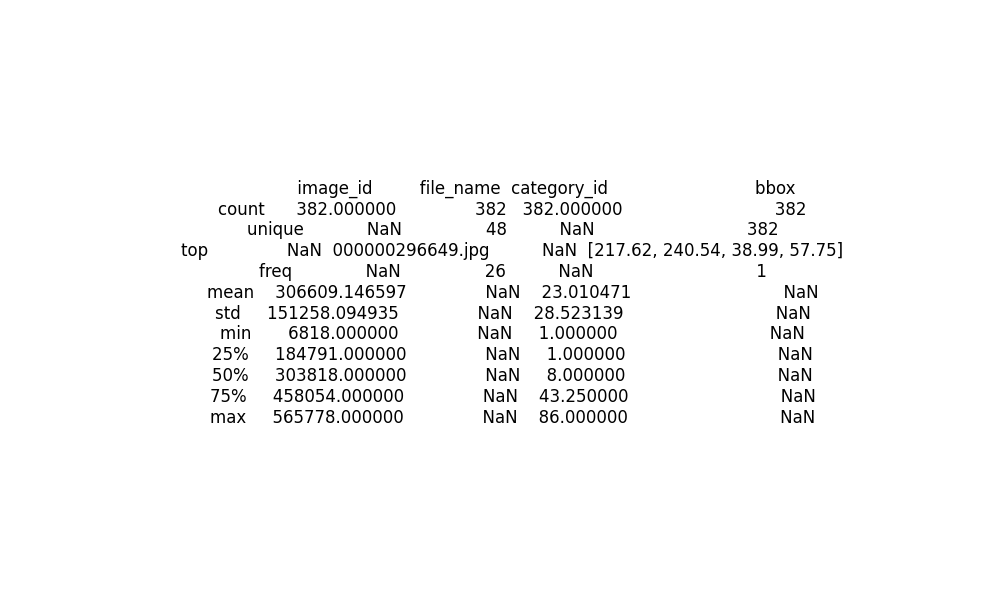 image_id file_name category_id bbox
count 382.000000 382 382.000000 382
unique NaN 48 NaN 382
top NaN 000000296649.jpg NaN [217.62, 240.54, 38.99, 57.75]
freq NaN 26 NaN 1
mean 306609.146597 NaN 23.010471 NaN
std 151258.094935 NaN 28.523139 NaN
min 6818.000000 NaN 1.000000 NaN
25% 184791.000000 NaN 1.000000 NaN
50% 303818.000000 NaN 8.000000 NaN
75% 458054.000000 NaN 43.250000 NaN
max 565778.000000 NaN 86.000000 NaN